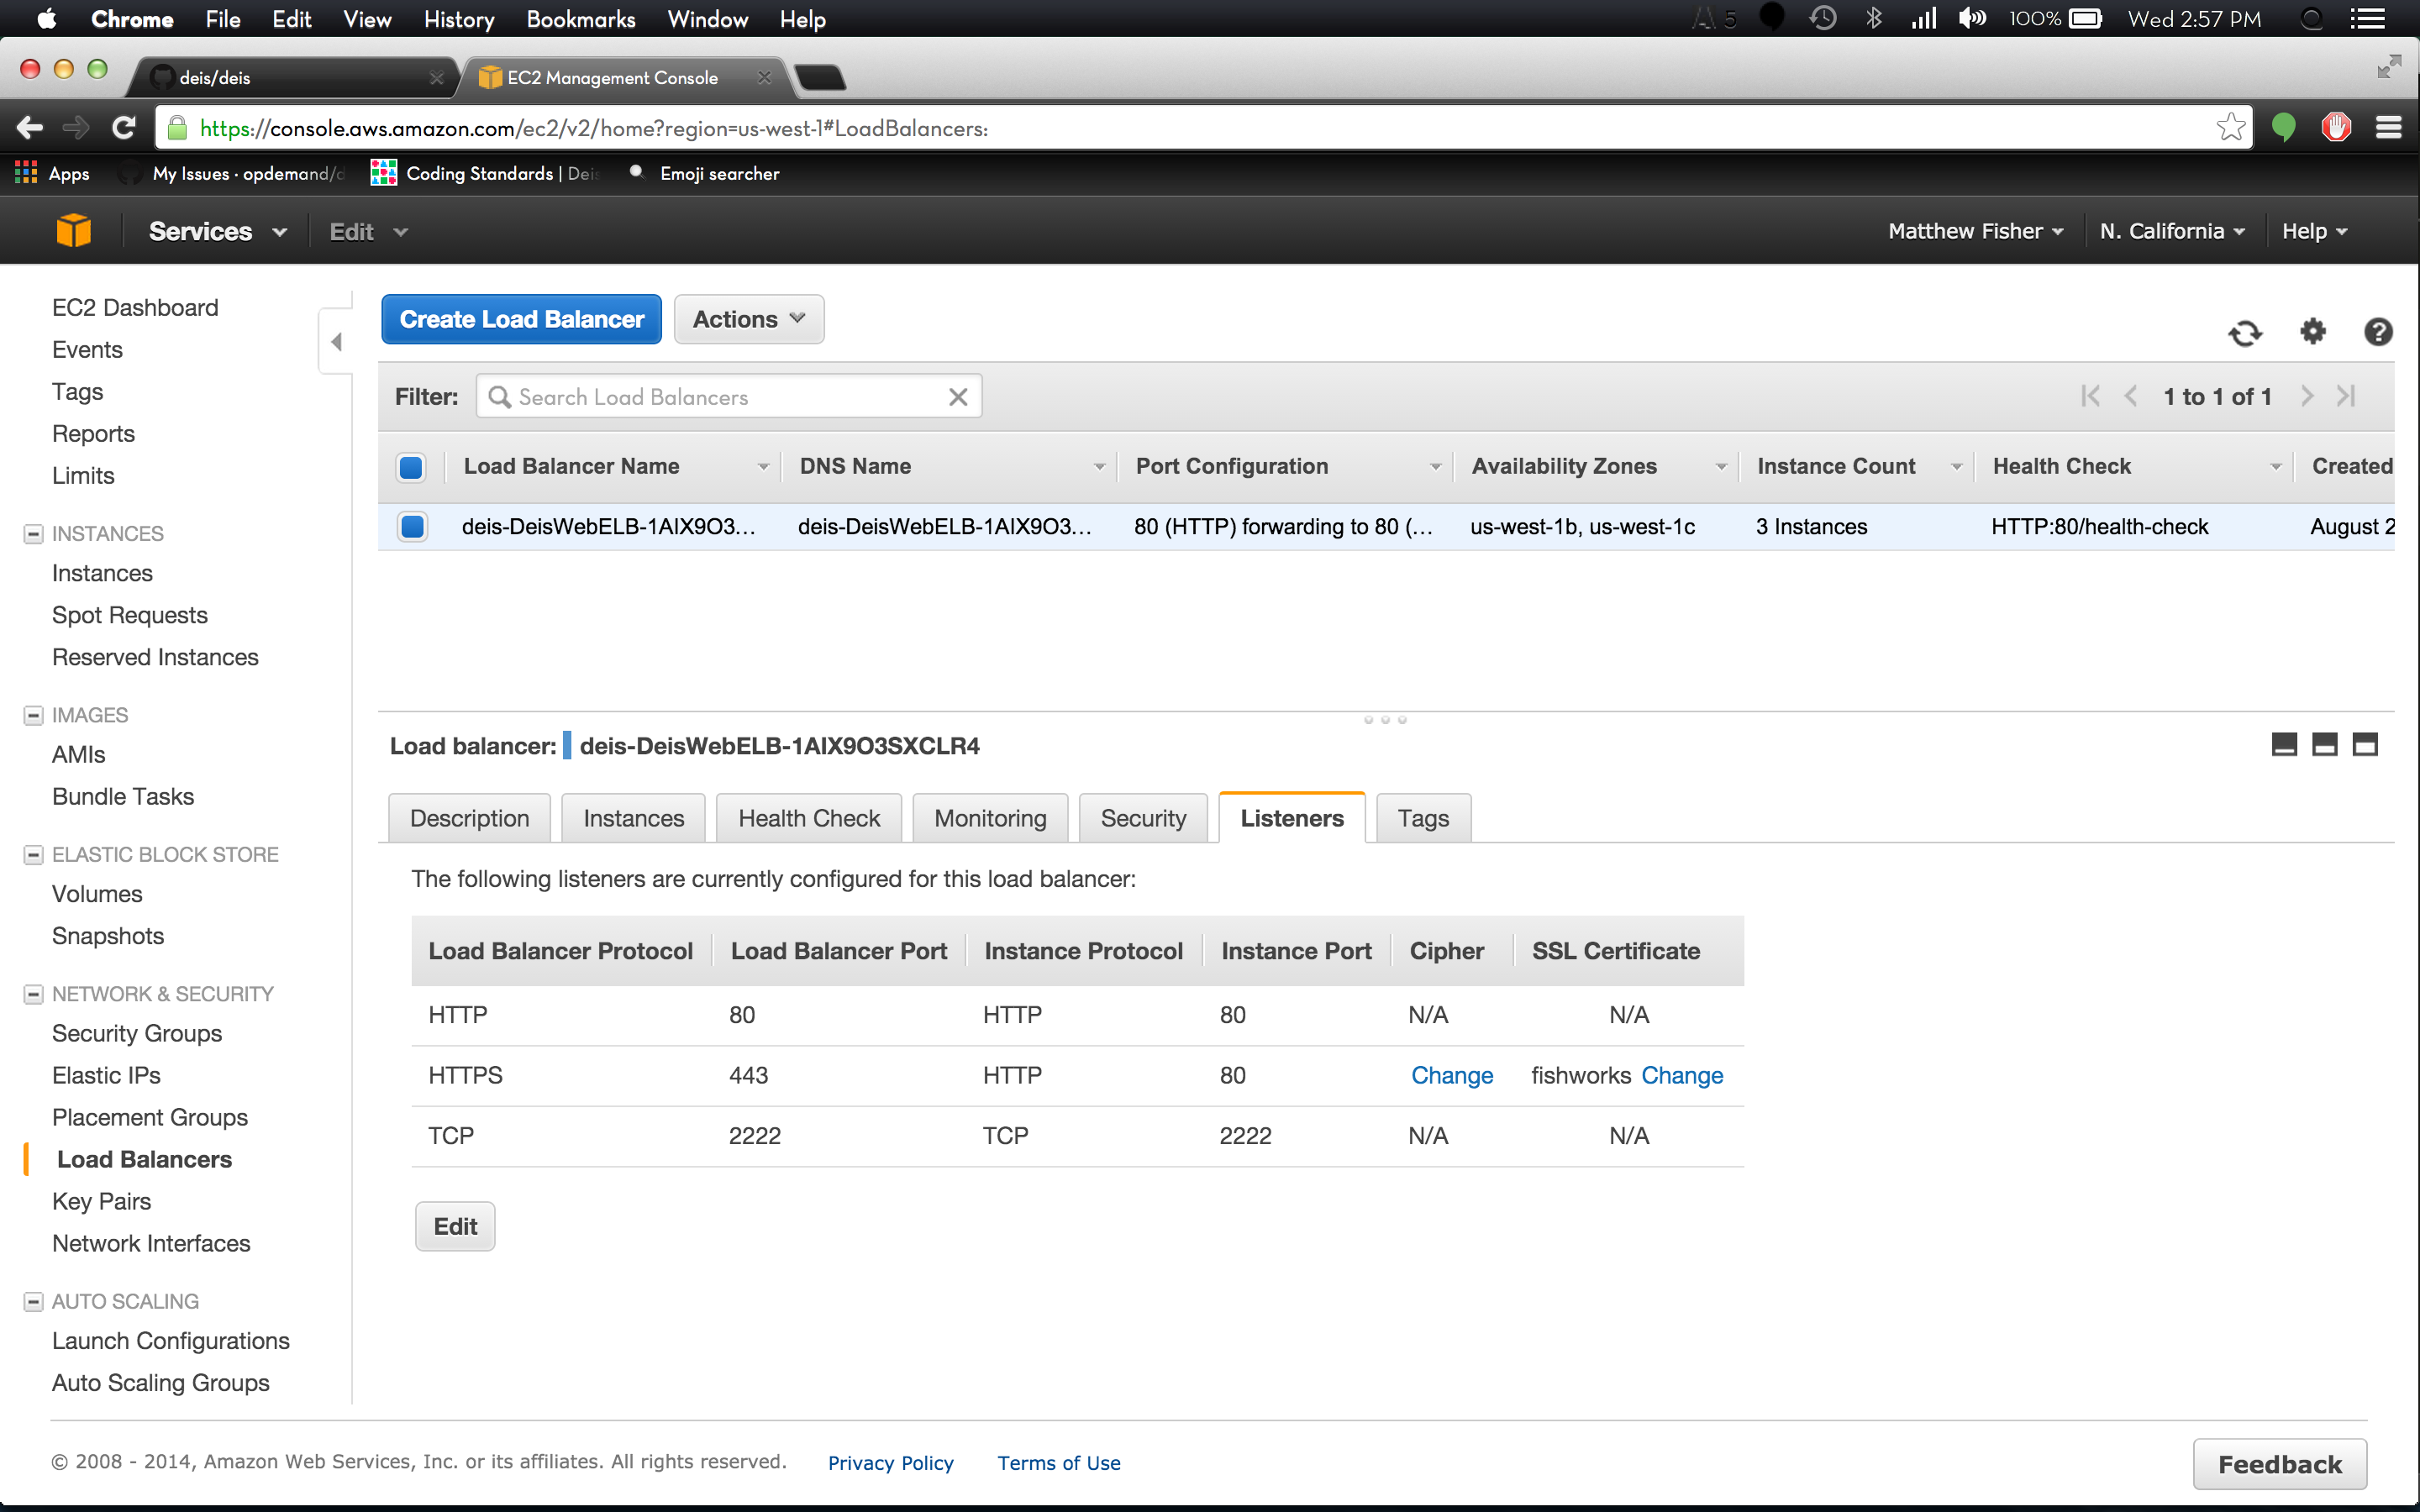 Chrome File Edit View History Bookmarks Window Help 5 100% Wed 2:57 PM
deis/deis EC2 Management Console
https://console.aws.amazon.com/ec2/v2/home?region=us-west-1#LoadBalancers:
Apps My Issues · opdemand/d Coding Standards | Deis Emoji searcher
Services Edit Matthew Fisher N. California Help
EC2 Dashboard
Events
Tags
Reports
Limits
INSTANCES
Instances
Spot Requests
Reserved Instances
IMAGES
AMIs
Bundle Tasks
ELASTIC BLOCK STORE
Volumes
Snapshots
NETWORK & SECURITY
Security Groups
Elastic IPs
Placement Groups
Load Balancers
Key Pairs
Network Interfaces
AUTO SCALING
Launch Configurations
Auto Scaling Groups
Create Load Balancer Actions
Filter: Search Load Balancers 1 to 1 of 1
Load Balancer Name DNS Name Port Configuration Availability Zones Instance Count Health Check Created
deis-DeisWebELB-1AIX9O3... deis-DeisWebELB-1AIX9O3... 80 (HTTP) forwarding to 80 (... us-west-1b, us-west-1c 3 Instances HTTP:80/health-check August 2
Load balancer: deis-DeisWebELB-1AIX9O3SXCLR4
Description Instances Health Check Monitoring Security Listeners Tags
The following listeners are currently configured for this load balancer:
Load Balancer Protocol Load Balancer Port Instance Protocol Instance Port Cipher SSL Certificate
HTTP 80 HTTP 80 N/A N/A
HTTPS 443 HTTP 80 Change fishworks Change
TCP 2222 TCP 2222 N/A N/A
Edit
© 2008 - 2014, Amazon Web Services, Inc. or its affiliates. All rights reserved. Privacy Policy Terms of Use Feedback